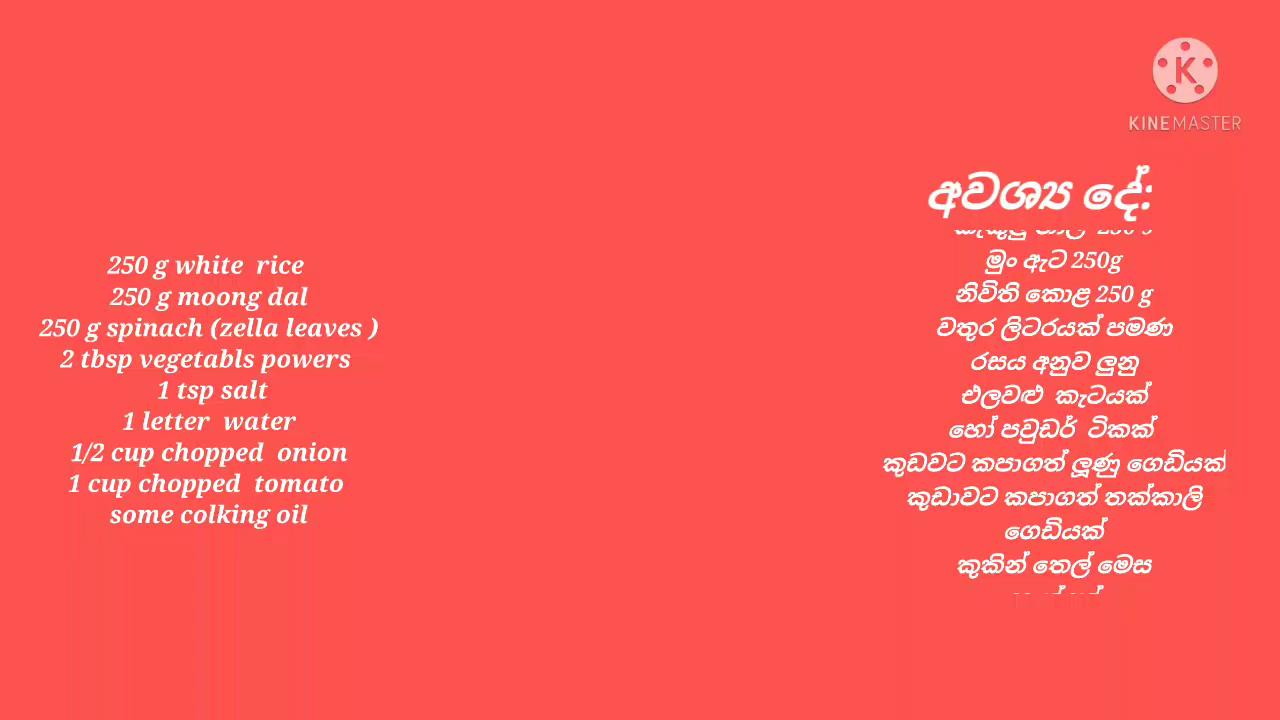 KINEMASTER
250 g white rice
250 g moong dal
250 g spinach (zella leaves )
2 tbsp vegetabls powers
1 tsp salt
1 letter water
1/2 cup chopped onion
1 cup chopped tomato
some colking oil
අවශ්‍ය දේ:
මුං ඇට 250g
නිවිති කොළ 250 g
වතුර ලිටරයක් පමණ
රසය අනුව ලුනු
එලවළු කැටයක්
හෝ පවුඩර් ටිකක්
කුඩවට කපාගත් ලූණු ගෙඩියක්
කුඩාවට කපාගත් තක්කාලි
ගෙඩියක්
කුකින් තෙල් මෙස